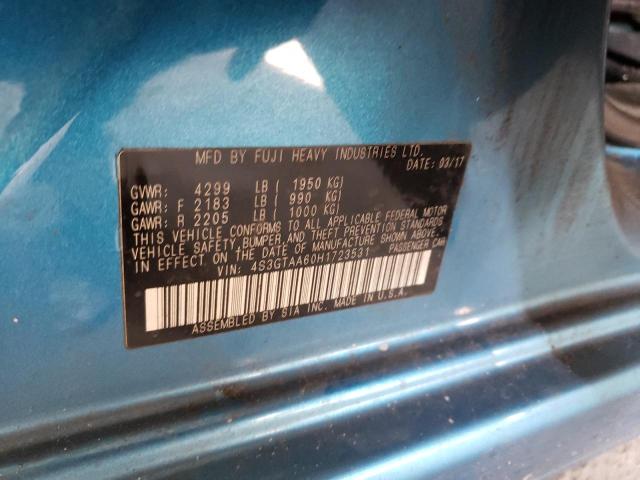 MFD BY FUJI HEAVY INDUSTRIES LTD.
DATE: 03/17
GVWR: 4299 LB ( 1950 KG)
GAWR: F 2183 LB ( 990 KG)
GAWR: R 2205 LB ( 1000 KG)
THIS VEHICLE CONFORMS TO ALL APPLICABLE FEDERAL MOTOR
VEHICLE SAFETY, BUMPER, AND THEFT PREVENTION STANDARDS
IN EFFECT ON THE DATE OF MANUFACTURE SHOWN ABOVE.
VIN: 4S3GTAA60H1723531 PASSENGER CAR
ASSEMBLED BY SIA INC. MADE IN U.S.A.